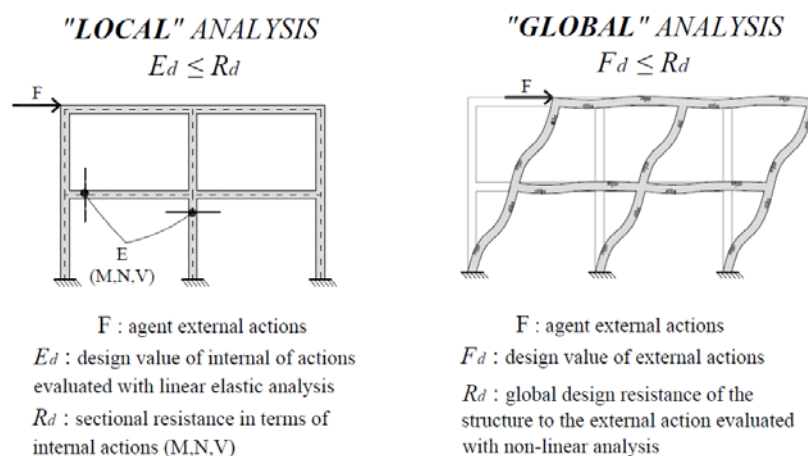 "LOCAL" ANALYSIS
Ed ≤ Rd
F
E
(M,N,V)
F : agent external actions
Ed : design value of internal of actions
evaluated with linear elastic analysis
Rd : sectional resistance in terms of
internal actions (M,N,V)
"GLOBAL" ANALYSIS
Fd ≤ Rd
F
F : agent external actions
Fd : design value of external actions
Rd : global design resistance of the
structure to the external action evaluated
with non-linear analysis